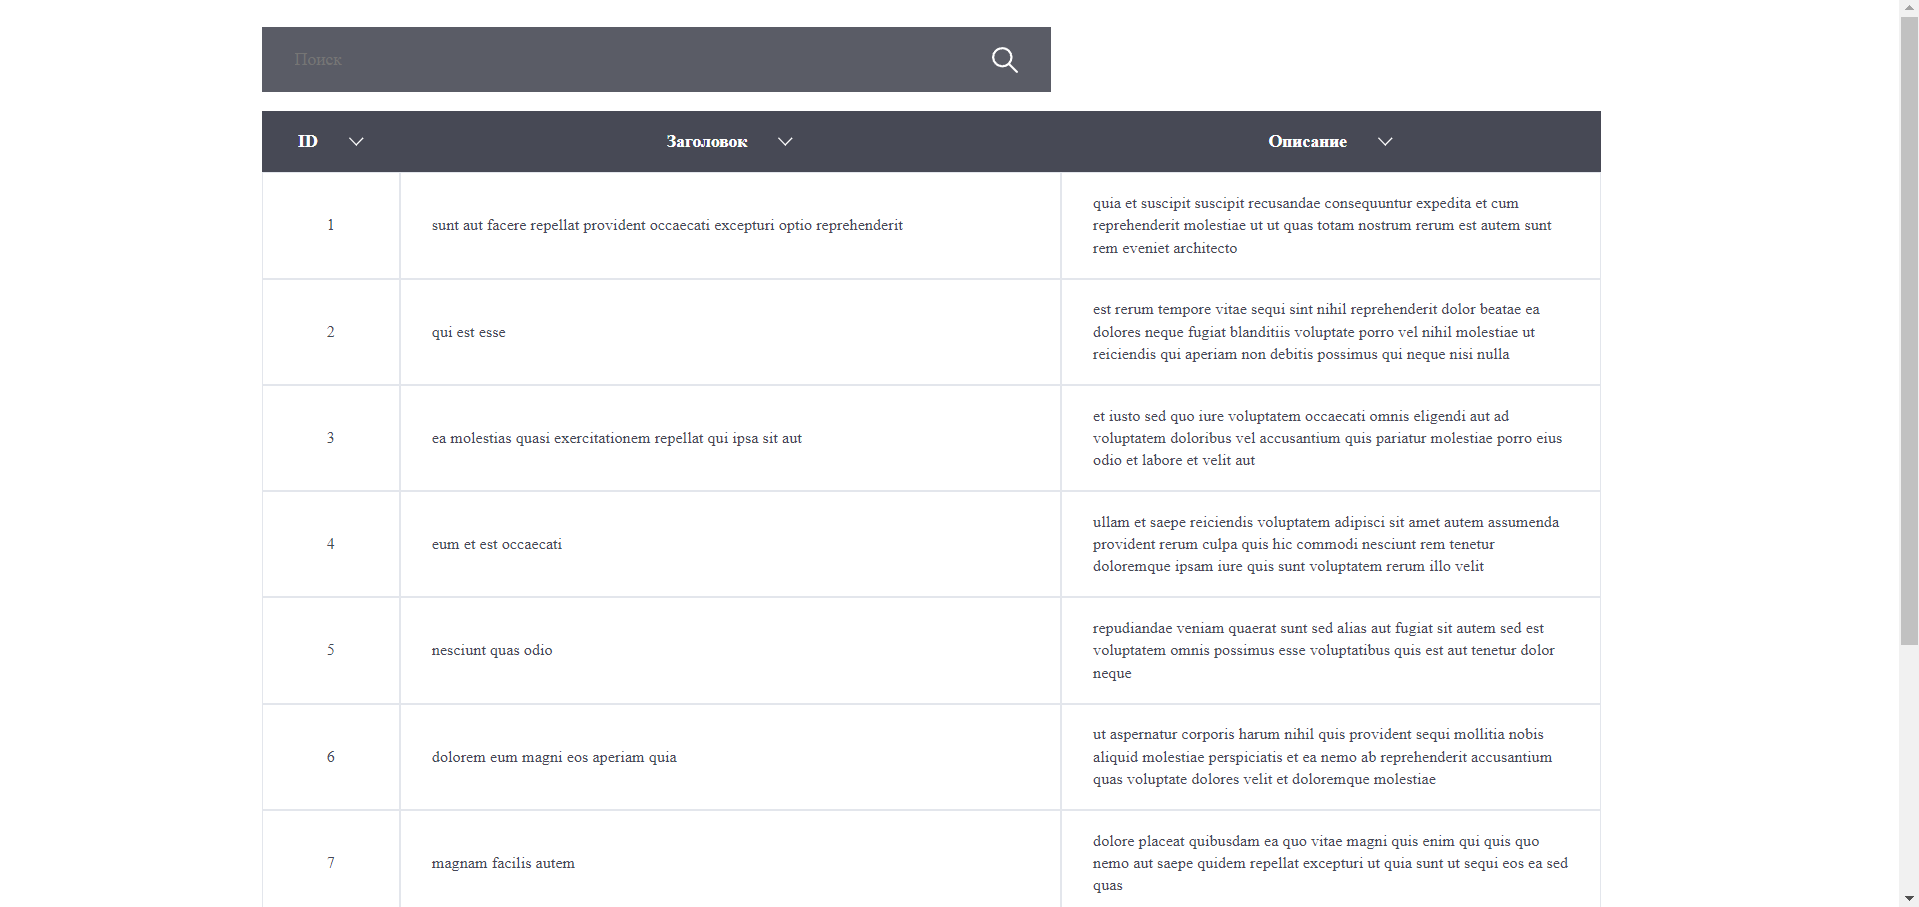 Поиск
ID Заголовок Описание
1 sunt aut facere repellat provident occaecati excepturi optio reprehenderit
quia et suscipit suscipit recusandae consequuntur expedita et cum
reprehenderit molestiae ut ut quas totam nostrum rerum est autem sunt
rem eveniet architecto
2 qui est esse
est rerum tempore vitae sequi sint nihil reprehenderit dolor beatae ea
dolores neque fugiat blanditiis voluptate porro vel nihil molestiae ut
reiciendis qui aperiam non debitis possimus qui neque nisi nulla
3 ea molestias quasi exercitationem repellat qui ipsa sit aut
et iusto sed quo iure voluptatem occaecati omnis eligendi aut ad
voluptatem doloribus vel accusantium quis pariatur molestiae porro eius
odio et labore et velit aut
4 eum et est occaecati
ullam et saepe reiciendis voluptatem adipisci sit amet autem assumenda
provident rerum culpa quis hic commodi nesciunt rem tenetur
doloremque ipsam iure quis sunt voluptatem rerum illo velit
5 nesciunt quas odio
repudiandae veniam quaerat sunt sed alias aut fugiat sit autem sed est
voluptatem omnis possimus esse voluptatibus quis est aut tenetur dolor
neque
6 dolorem eum magni eos aperiam quia
ut aspernatur corporis harum nihil quis provident sequi mollitia nobis
aliquid molestiae perspiciatis et ea nemo ab reprehenderit accusantium
quas voluptate dolores velit et doloremque molestiae
7 magnam facilis autem
dolore placeat quibusdam ea quo vitae magni quis enim qui quis quo
nemo aut saepe quidem repellat excepturi ut quia sunt ut sequi eos ea sed
quas